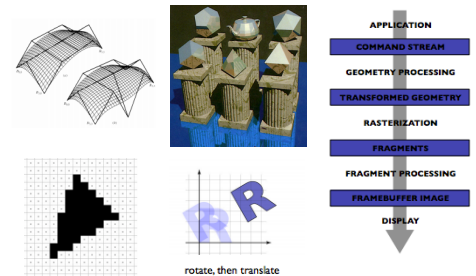 APPLICATION
COMMAND STREAM
GEOMETRY PROCESSING
TRANSFORMED GEOMETRY
RASTERIZATION
FRAGMENTS
FRAGMENT PROCESSING
FRAMEBUFFER IMAGE
DISPLAY
R
R
R
rotate, then translate